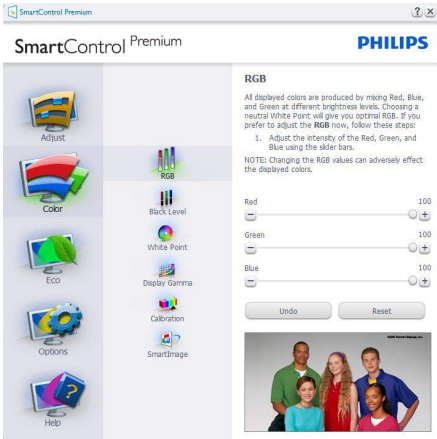 SmartControl Premium
? x
SmartControl Premium
PHILIPS
Adjust
Color
Eco
Options
Help
RGB
Black Level
White Point
Display Gamma
Calibration
SmartImage
RGB
All displayed colors are produced by mixing Red, Blue,
and Green at different brightness levels. Choosing a
neutral White Point will give you optimal RGB. If you
prefer to adjust the RGB now, follow these steps:
1. Adjust the intensity of the Red, Green, and
Blue using the slider bars.
NOTE: Changing the RGB values can adversely effect
the displayed colors.
Red 100
Green 100
Blue 100
Undo Reset